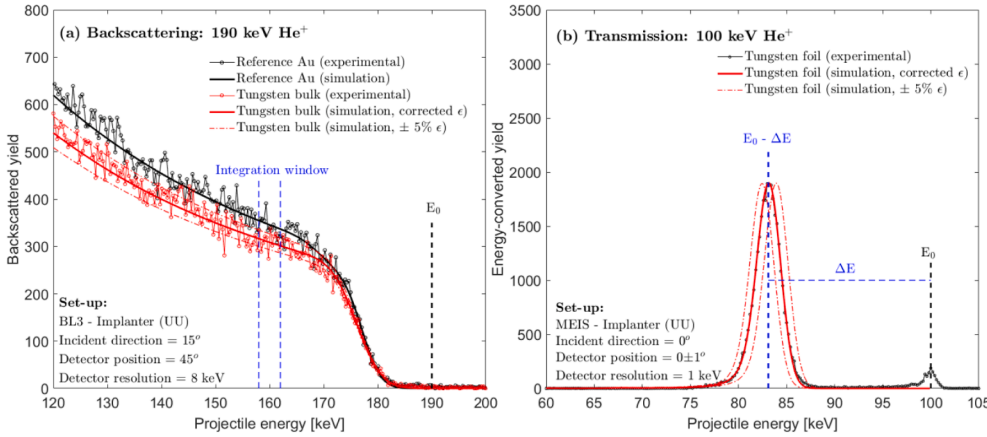 (a) Backscattering: 190 keV He⁺
Reference Au (experimental)
Reference Au (simulation)
Tungsten bulk (experimental)
Tungsten bulk (simulation, corrected ϵ)
Tungsten bulk (simulation, ± 5% ϵ)
Integration window
E₀
Set-up:
BL3 - Implanter (UU)
Incident direction = 15ᵒ
Detector position = 45ᵒ
Detector resolution = 8 keV
800
700
600
500
400
300
200
100
0
120 130 140 150 160 170 180 190 200
Backscattered yield
Projectile energy [keV]
(b) Transmission: 100 keV He⁺
Tungsten foil (experimental)
Tungsten foil (simulation, corrected ϵ)
Tungsten foil (simulation, ± 5% ϵ)
E₀ - ΔE
E₀
ΔE
Set-up:
MEIS - Implanter (UU)
Incident direction = 0ᵒ
Detector position = 0±1ᵒ
Detector resolution = 1 keV
3500
3000
2500
2000
1500
1000
500
0
60 65 70 75 80 85 90 95 100 105
Energy-converted yield
Projectile energy [keV]